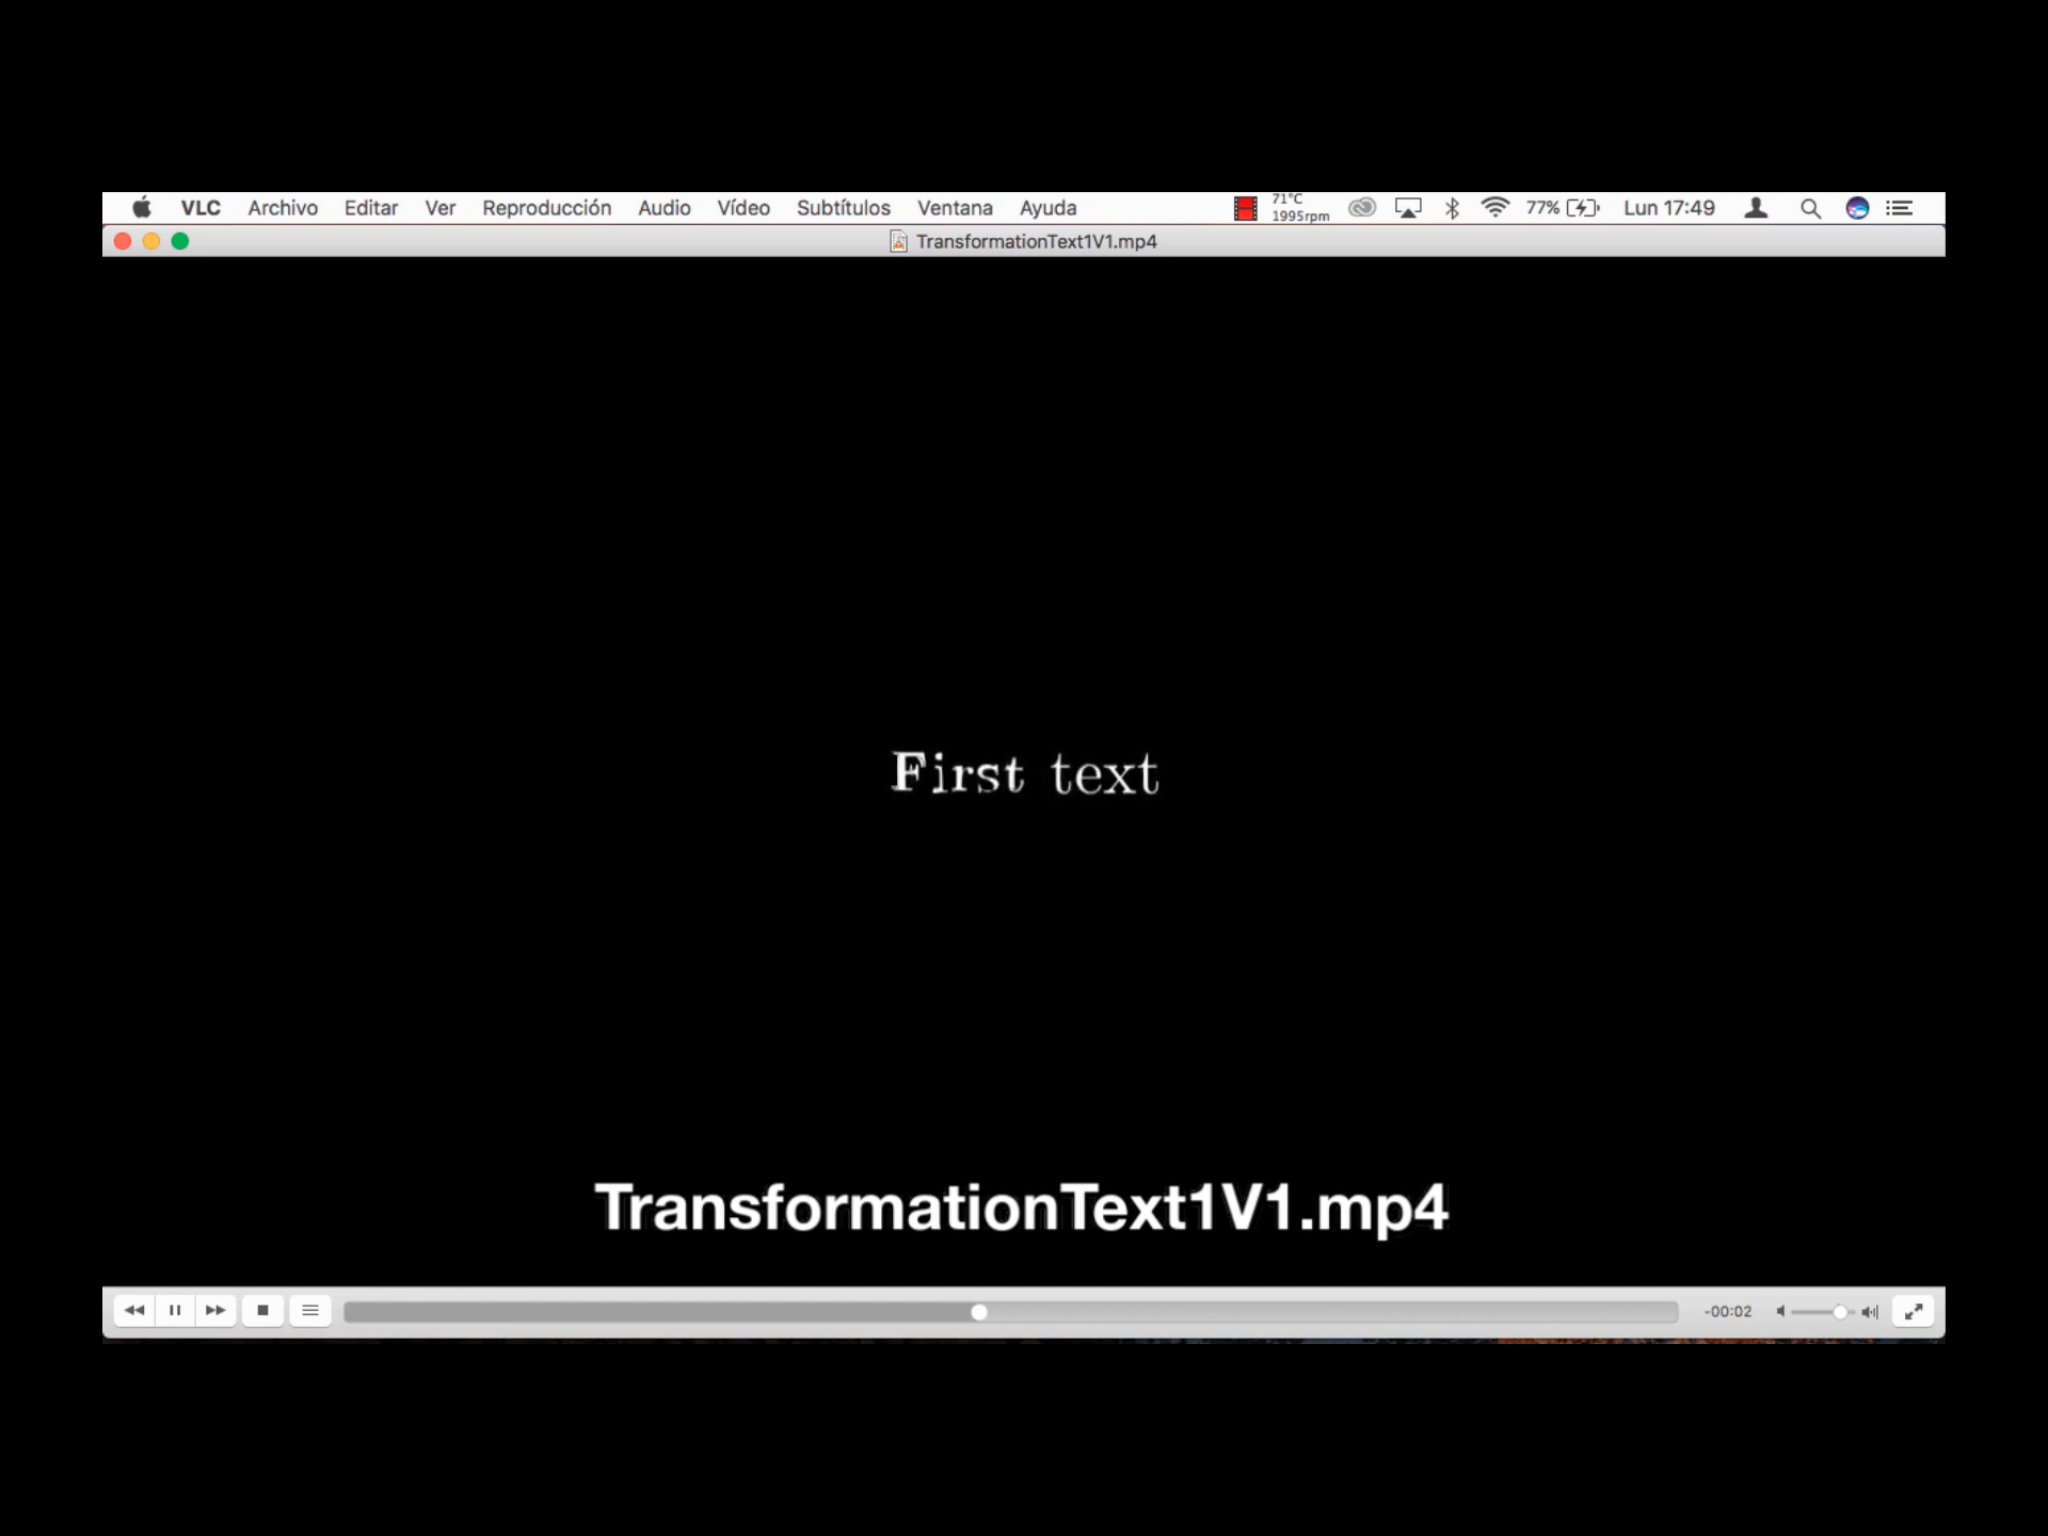 VLC Archivo Editar Ver Reproducción Audio Vídeo Subtítulos Ventana Ayuda 71°C 1995rpm 77% Lun 17:49
TransformationText1V1.mp4
First text
TransformationText1V1.mp4
-00:02